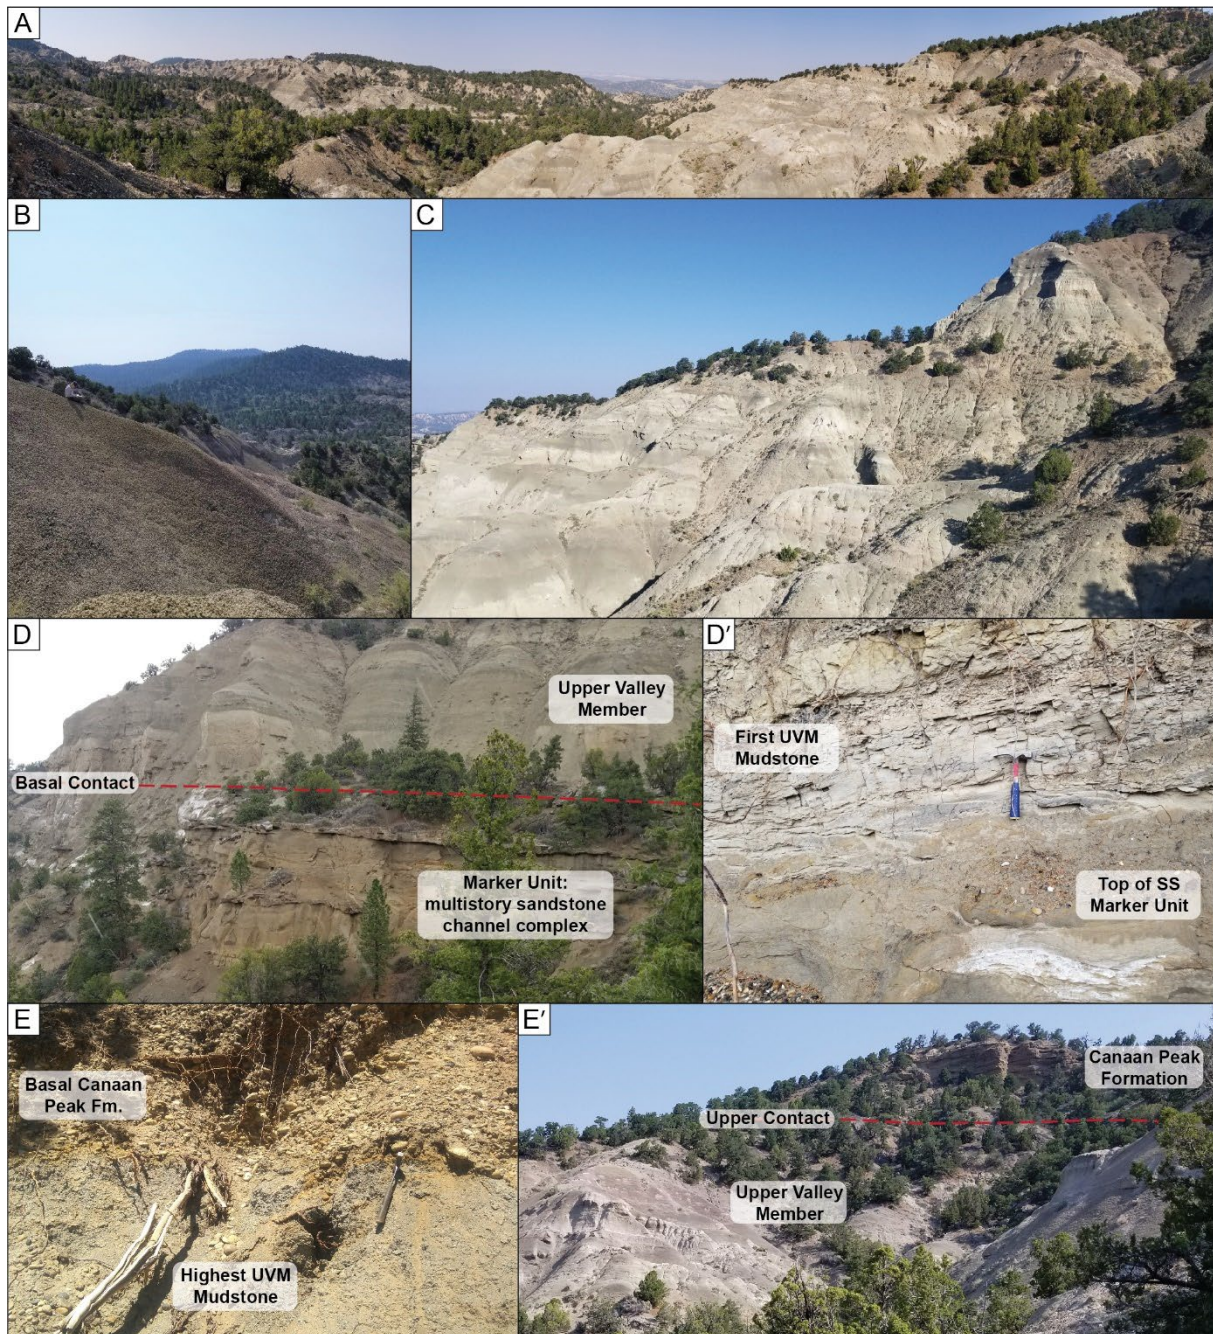 A
B
C
D
Upper Valley
Member
Basal Contact
Marker Unit:
multistory sandstone
channel complex
D′
First UVM
Mudstone
Top of SS
Marker Unit
E
Basal Canaan
Peak Fm.
Highest UVM
Mudstone
E′
Canaan Peak
Formation
Upper Contact
Upper Valley
Member